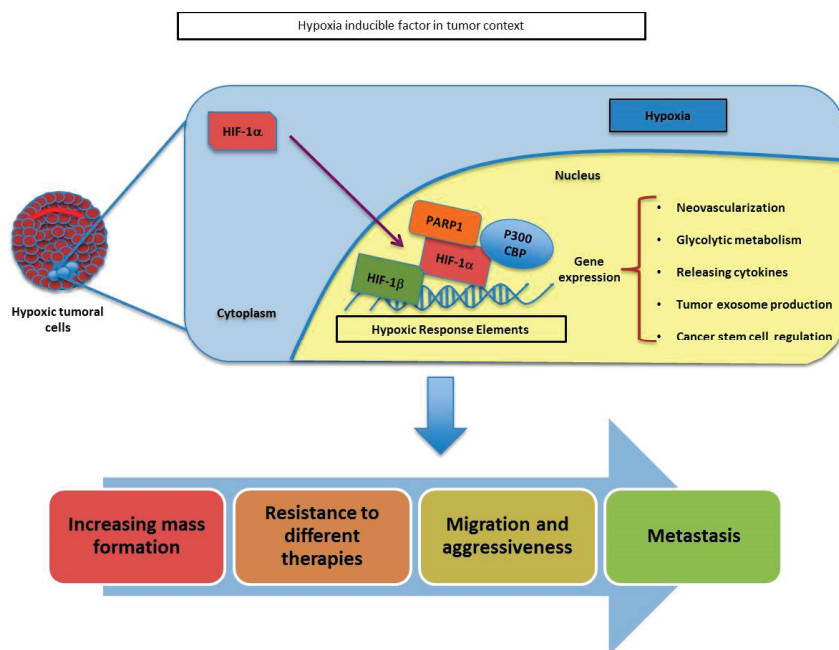 Hypoxia inducible factor in tumor context
HIF-1α
Hypoxia
Nucleus
PARP1
P300
CBP
HIF-1α
HIF-1β
Hypoxic Response Elements
Cytoplasm
Hypoxic tumoral
cells
Gene
expression
• Neovascularization
• Glycolytic metabolism
• Releasing cytokines
• Tumor exosome production
• Cancer stem cell regulation
Increasing mass
formation
Resistance to
different
therapies
Migration and
aggressiveness
Metastasis